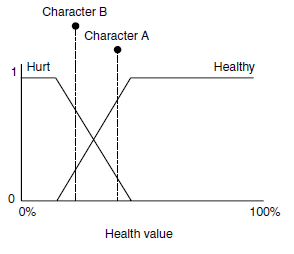 Character B
Character A
1
Hurt
Healthy
0
0%
100%
Health value